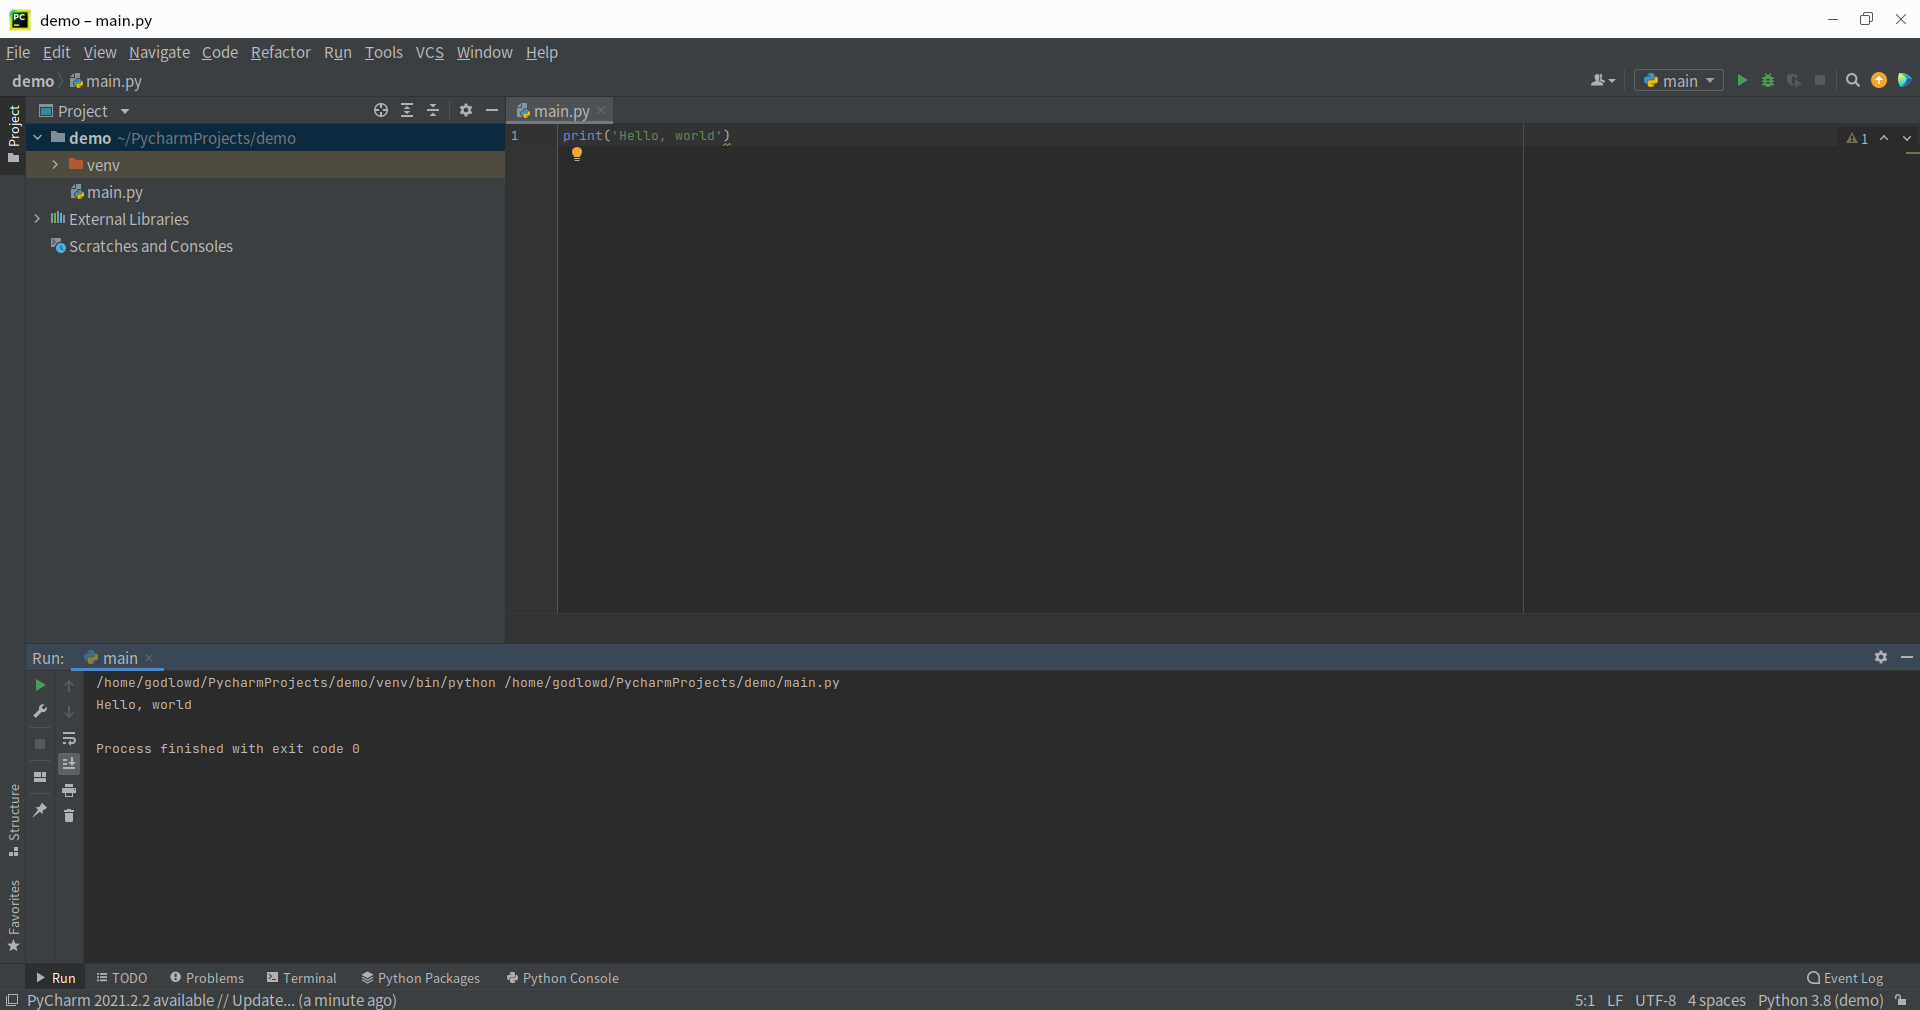 demo – main.py
File Edit View Navigate Code Refactor Run Tools VCS Window Help
demo main.py
main
Project
Project
main.py
demo ~/PycharmProjects/demo
venv
main.py
External Libraries
Scratches and Consoles
1
print('Hello, world')
1
Run: main
/home/godlowd/PycharmProjects/demo/venv/bin/python /home/godlowd/PycharmProjects/demo/main.py
Hello, world
Process finished with exit code 0
Structure
Favorites
Run TODO Problems Terminal Python Packages Python Console Event Log
PyCharm 2021.2.2 available // Update... (a minute ago) 5:1 LF UTF-8 4 spaces Python 3.8 (demo)